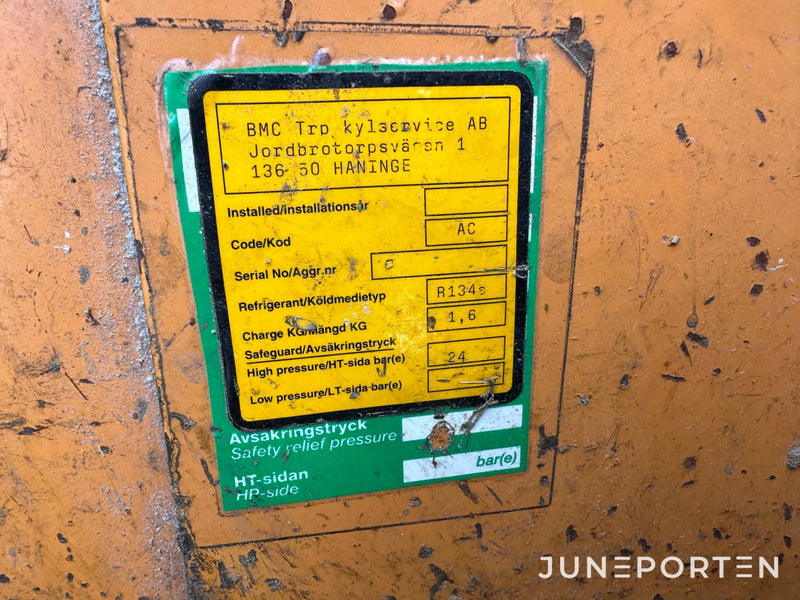 BMC Trp kylservice AB
Jordbrotorpsvägen 1
136 50 HANINGE
Installed/installationsår
Code/Kod AC
Serial No/Aggr.nr
Refrigerant/Köldmedietyp R134a
Charge KG/Mängd KG 1,6
Safeguard/Avsäkringstryck
High pressure/HT-sida bar(e) 24
Low pressure/LT-sida bar(e)
Avsäkringstryck
Safety relief pressure
HT-sidan bar(e)
HP-side
JUNEPORTEN